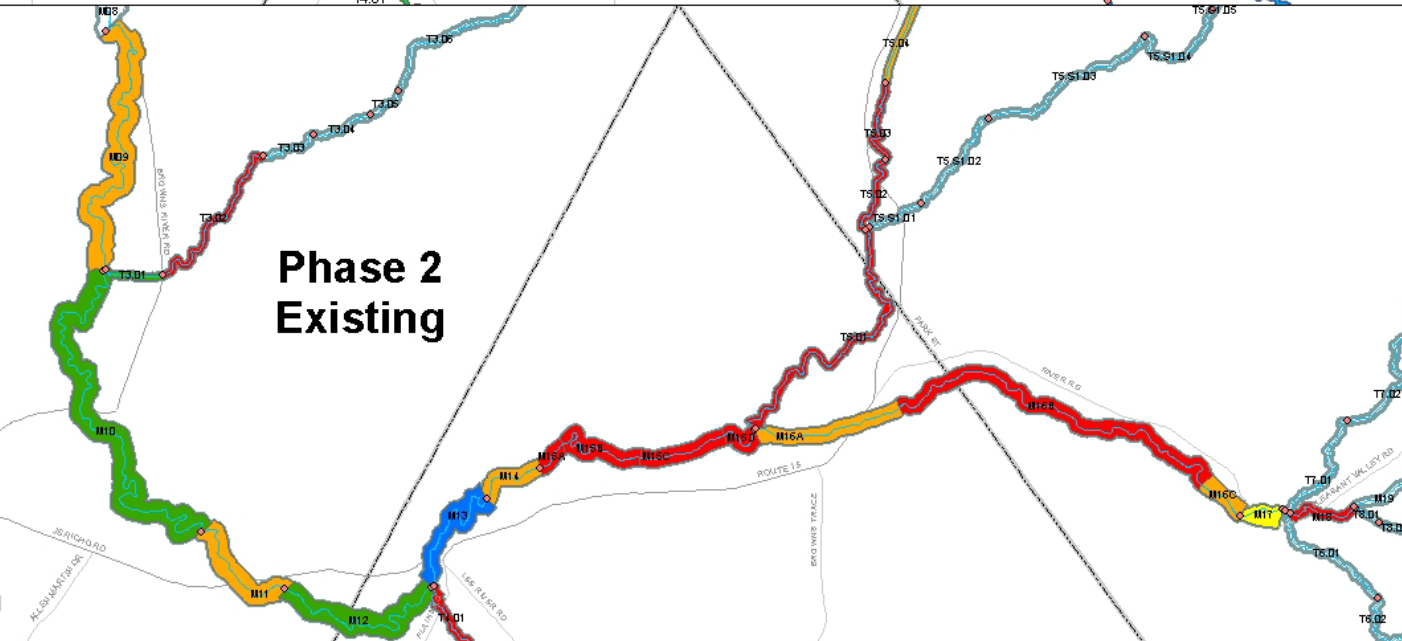 M08
T3.06
T5.S1.05
T5.04
T5.S1.04
T5.S1.03
T3.05
T3.04
T3.03
T5.03
M09
T5.S1.02
BROWNS RIVER RD
T5.02
T3.02
T5.S1.01
T3.01
Phase 2
Existing
PARK ST
T5.01
RIVER RD
T7.02
M16B
M10
M15D
M16A
M15B
M15A
M15C
ROUTE 15
M14
T7.01
M16C
M19
M13
M17
M18
T8.01
BROWNS TRACE
JERICHO RD
T6.01
LEE RIVER RD
M11
M12
T4.01
T6.02